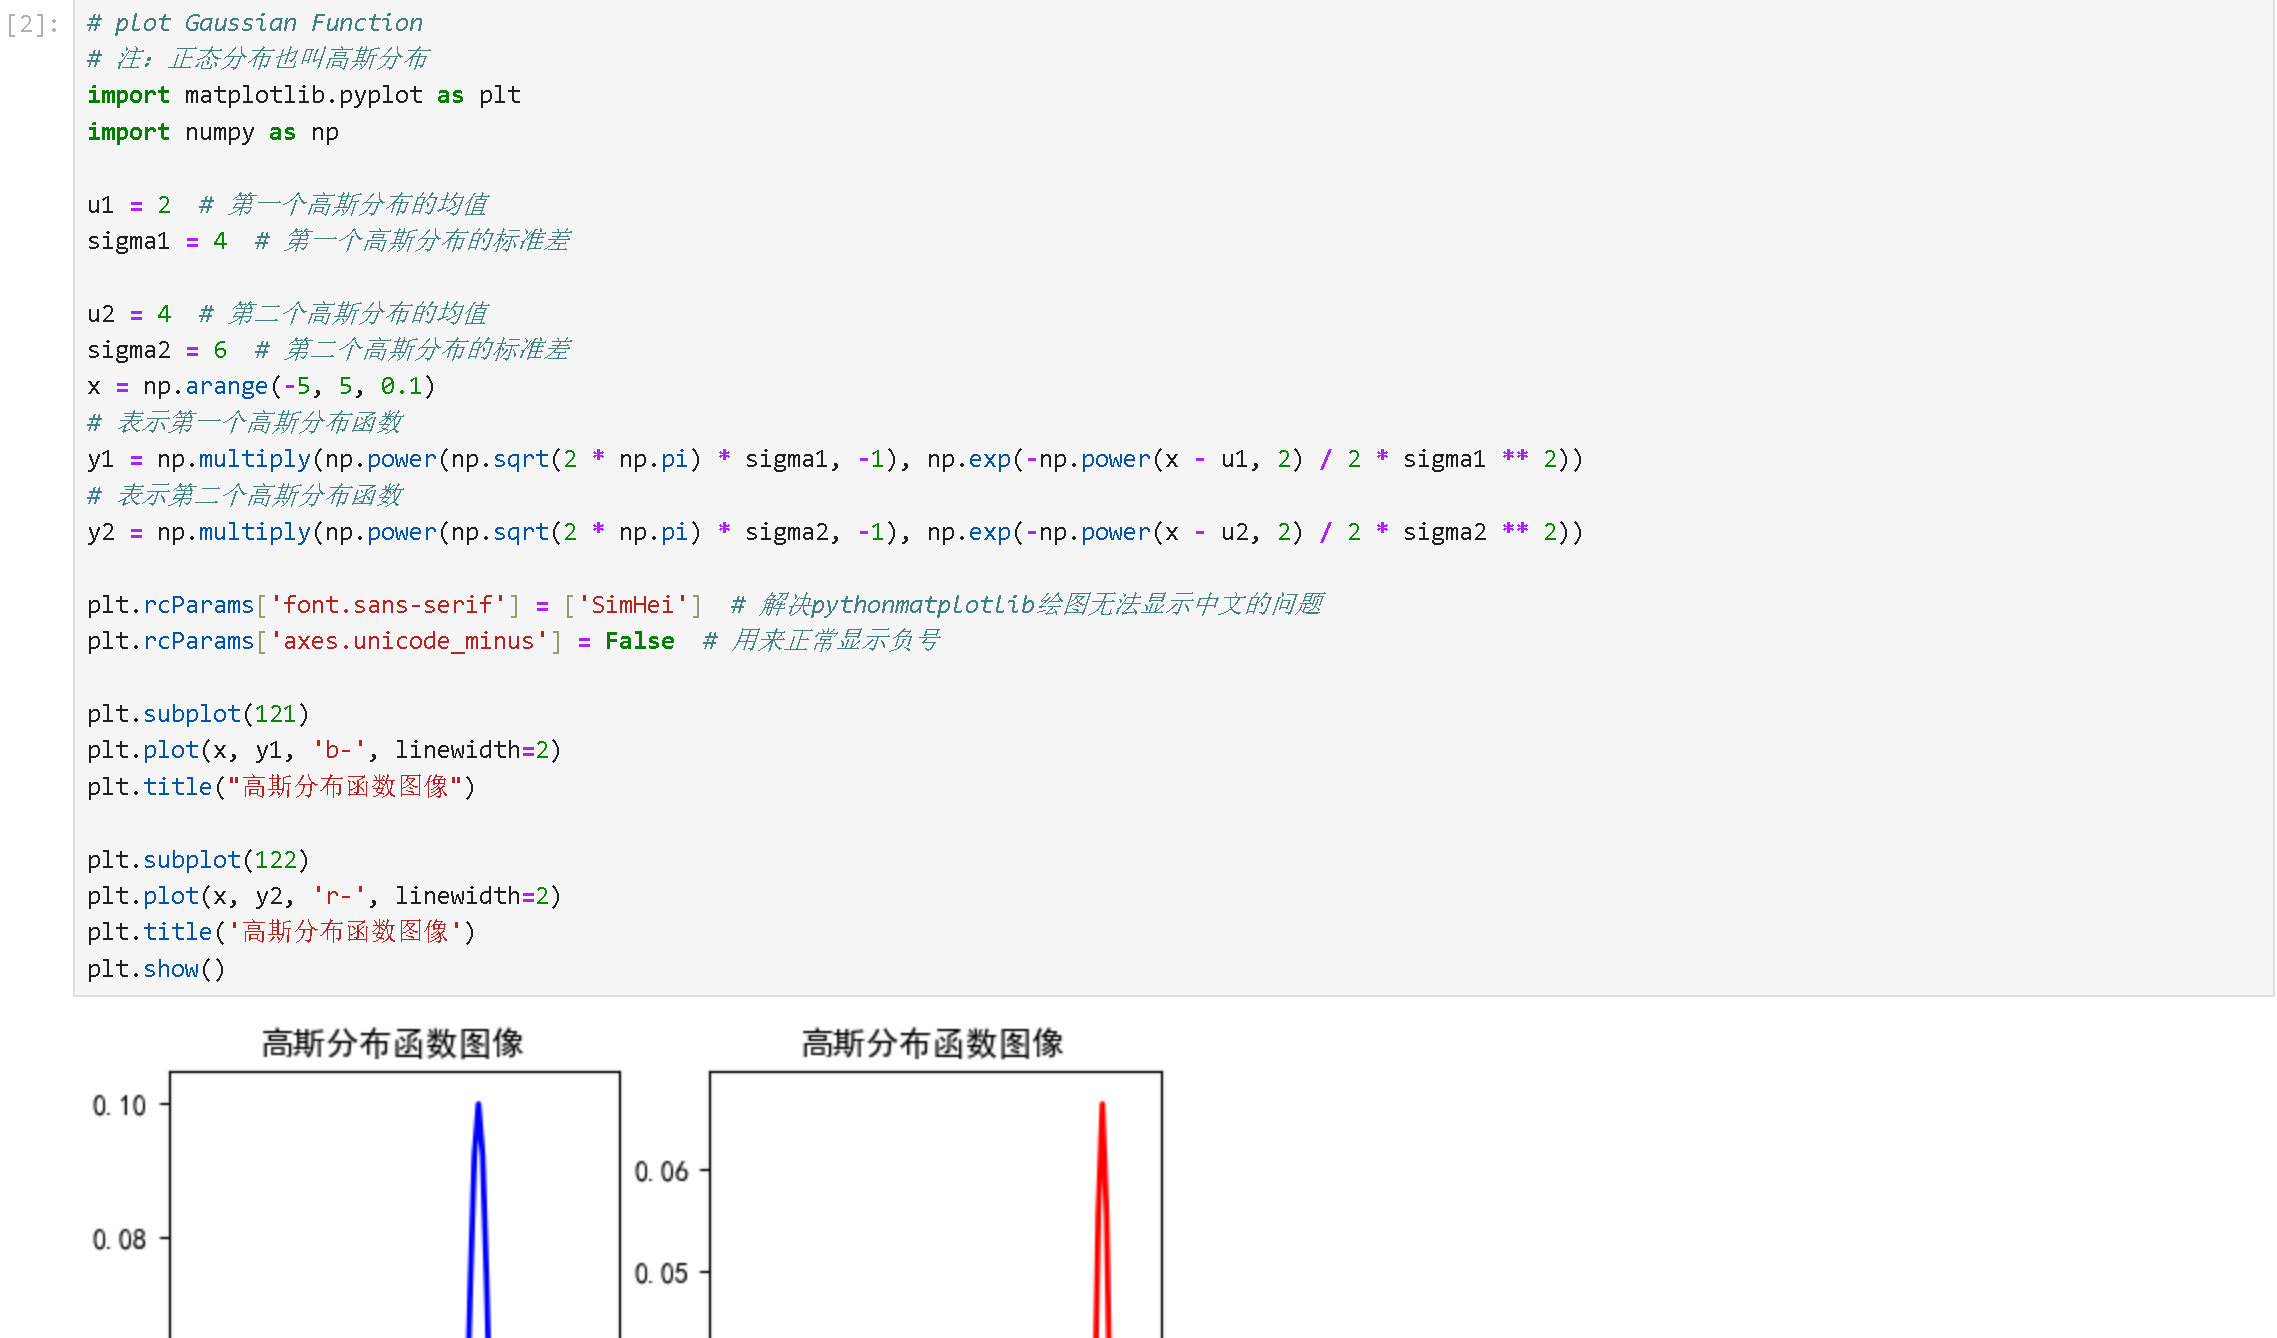 [2]:
# plot Gaussian Function
# 注：正态分布也叫高斯分布
import matplotlib.pyplot as plt
import numpy as np
u1 = 2  # 第一个高斯分布的均值
sigma1 = 4  # 第一个高斯分布的标准差
u2 = 4  # 第二个高斯分布的均值
sigma2 = 6  # 第二个高斯分布的标准差
x = np.arange(-5, 5, 0.1)
# 表示第一个高斯分布函数
y1 = np.multiply(np.power(np.sqrt(2 * np.pi) * sigma1, -1), np.exp(-np.power(x - u1, 2) / 2 * sigma1 ** 2))
# 表示第二个高斯分布函数
y2 = np.multiply(np.power(np.sqrt(2 * np.pi) * sigma2, -1), np.exp(-np.power(x - u2, 2) / 2 * sigma2 ** 2))
plt.rcParams['font.sans-serif'] = ['SimHei']  # 解决pythonmatplotlib绘图无法显示中文的问题
plt.rcParams['axes.unicode_minus'] = False  # 用来正常显示负号
plt.subplot(121)
plt.plot(x, y1, 'b-', linewidth=2)
plt.title("高斯分布函数图像")
plt.subplot(122)
plt.plot(x, y2, 'r-', linewidth=2)
plt.title('高斯分布函数图像')
plt.show()
高斯分布函数图像
0.10
0.08
高斯分布函数图像
0.06
0.05